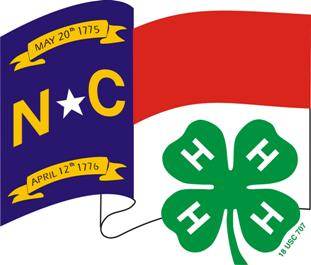 MAY 20th 1775
N★C
APRIL 12th 1776
H H
H H
18 USC 707